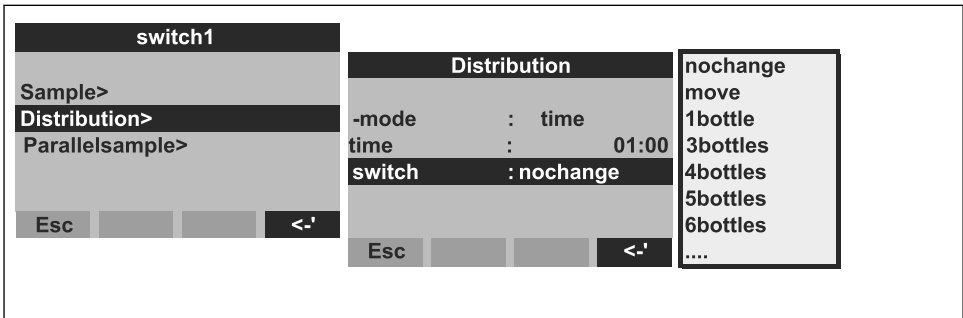 switch1
Sample>
Distribution>
Parallelsample>
Esc <-'
Distribution
-mode : time
time : 01:00
switch : nochange
Esc <-'
nochange
move
1bottle
3bottles
4bottles
5bottles
6bottles
....